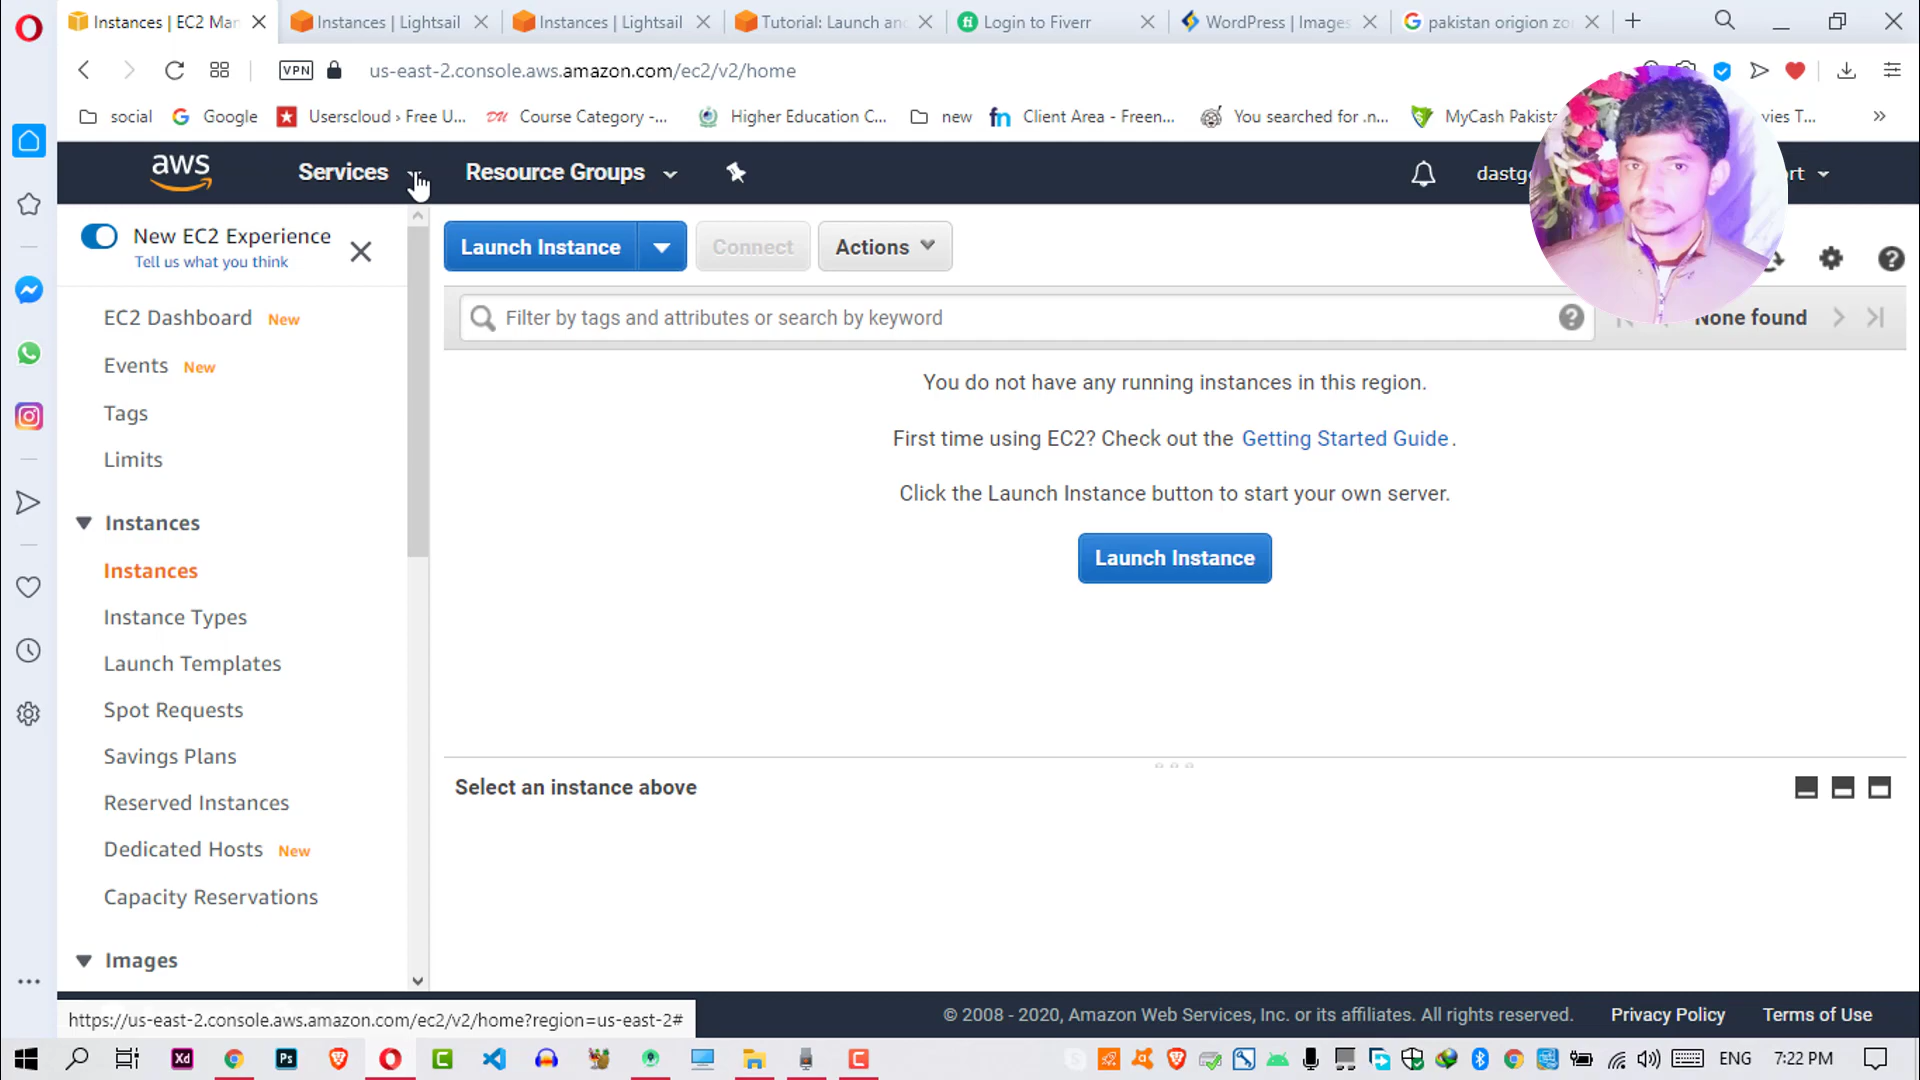 Instances | EC2 Man
Instances | Lightsail
Instances | Lightsail
Tutorial: Launch an
Login to Fiverr
WordPress | Images
pakistan origion zo
VPN
us-east-2.console.aws.amazon.com/ec2/v2/home
social
Google
Userscloud › Free U...
Course Category -...
Higher Education C...
new
Client Area - Freen...
You searched for .n...
MyCash Pakist
vies T...
aws
Services
Resource Groups
dastg
rt
New EC2 Experience
Tell us what you think
Launch Instance
Connect
Actions
EC2 Dashboard New
Filter by tags and attributes or search by keyword
None found
Events New
Tags
Limits
You do not have any running instances in this region.
First time using EC2? Check out the Getting Started Guide.
Click the Launch Instance button to start your own server.
Launch Instance
Instances
Instances
Instance Types
Launch Templates
Spot Requests
Savings Plans
Reserved Instances
Dedicated Hosts New
Capacity Reservations
Images
Select an instance above
https://us-east-2.console.aws.amazon.com/ec2/v2/home?region=us-east-2#
© 2008 - 2020, Amazon Web Services, Inc. or its affiliates. All rights reserved.
Privacy Policy
Terms of Use
Xd
Ps
ENG
7:22 PM